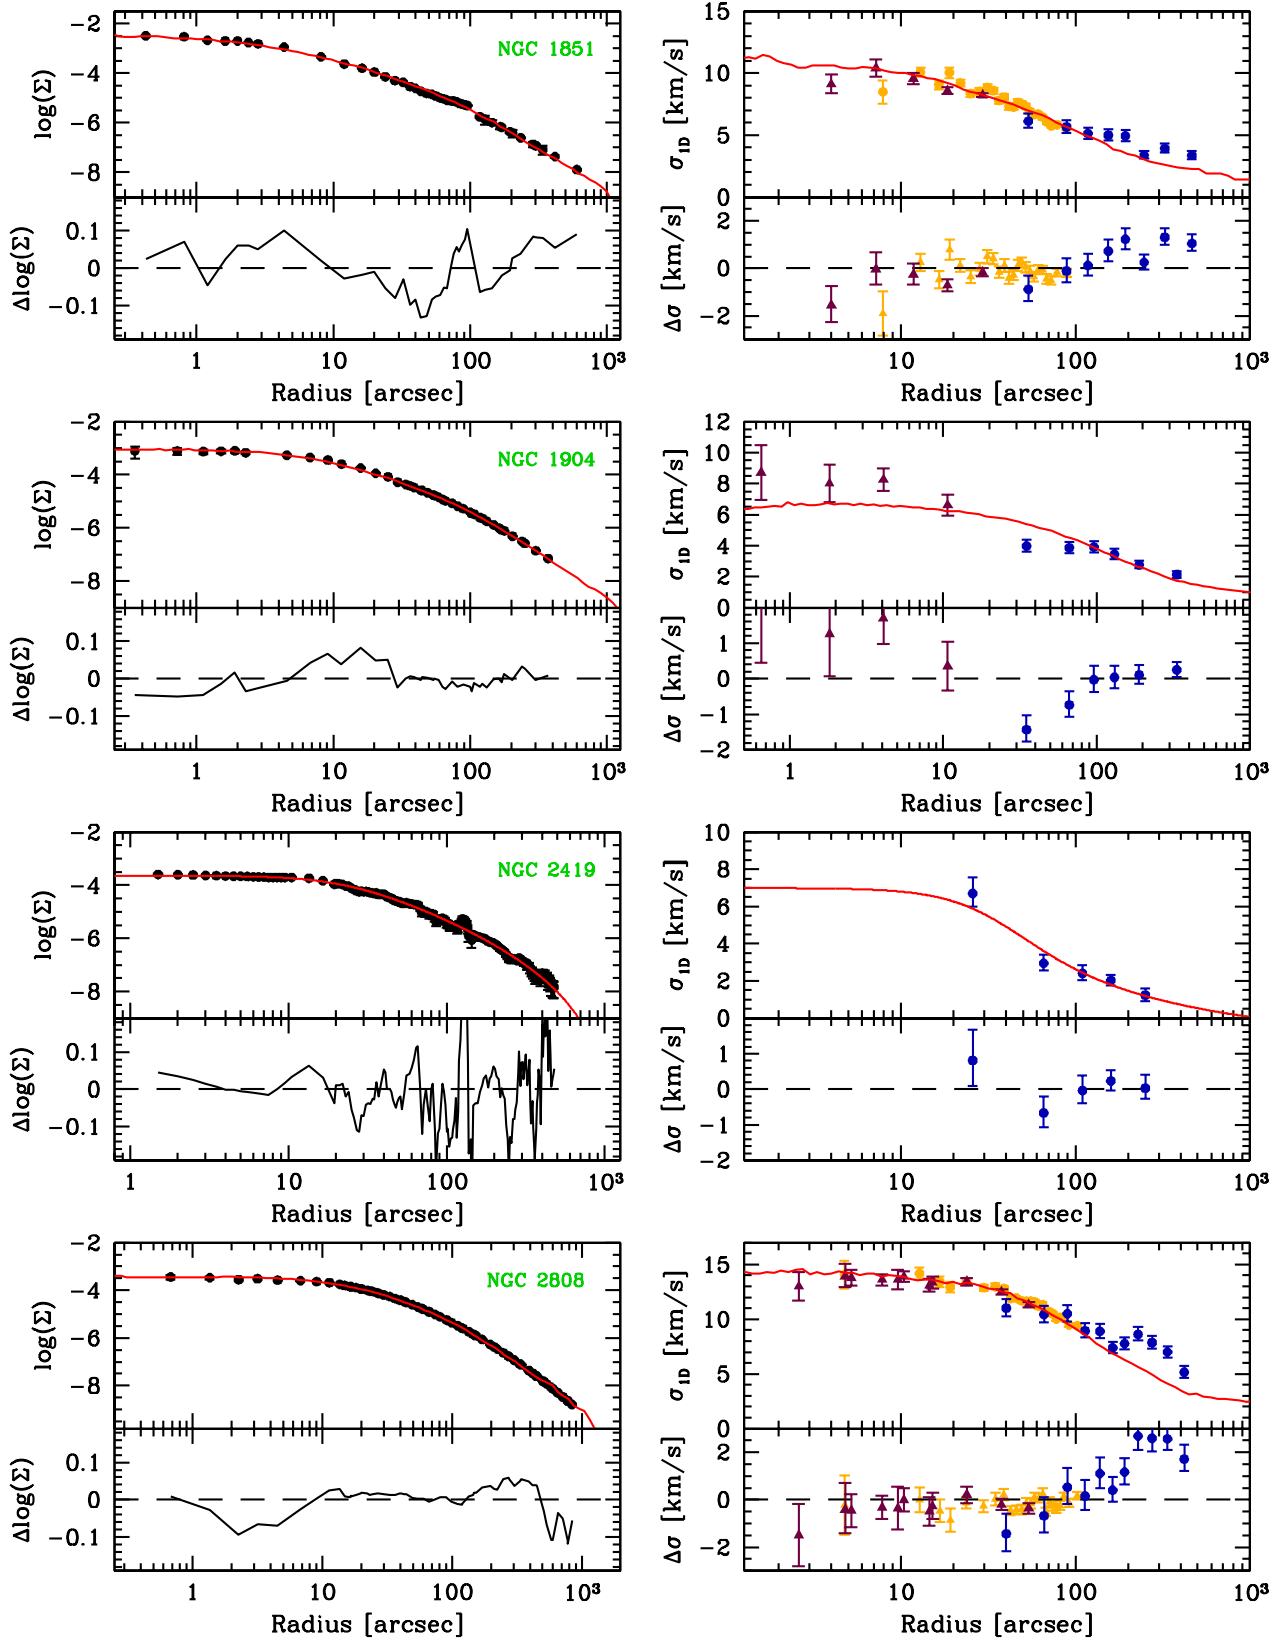 NGC 1851
log(Σ)
−2
−4
−6
−8
Δlog(Σ)
0.1
0
−0.1
1 10 100 10³
Radius [arcsec]
σ1D [km/s]
15
10
5
0
Δσ [km/s]
2
0
−2
10 100 10³
Radius [arcsec]
NGC 1904
log(Σ)
−2
−4
−6
−8
Δlog(Σ)
0.1
0
−0.1
1 10 100 10³
Radius [arcsec]
σ1D [km/s]
12
10
8
6
4
2
0
Δσ [km/s]
1
0
−1
−2
1 10 100 10³
Radius [arcsec]
NGC 2419
log(Σ)
−2
−4
−6
−8
Δlog(Σ)
0.1
0
−0.1
1 10 100 10³
Radius [arcsec]
σ1D [km/s]
10
8
6
4
2
0
Δσ [km/s]
1
0
−1
−2
10 100 10³
Radius [arcsec]
NGC 2808
log(Σ)
−2
−4
−6
−8
Δlog(Σ)
0.1
0
−0.1
1 10 100 10³
Radius [arcsec]
σ1D [km/s]
15
10
5
0
Δσ [km/s]
2
0
−2
10 100 10³
Radius [arcsec]